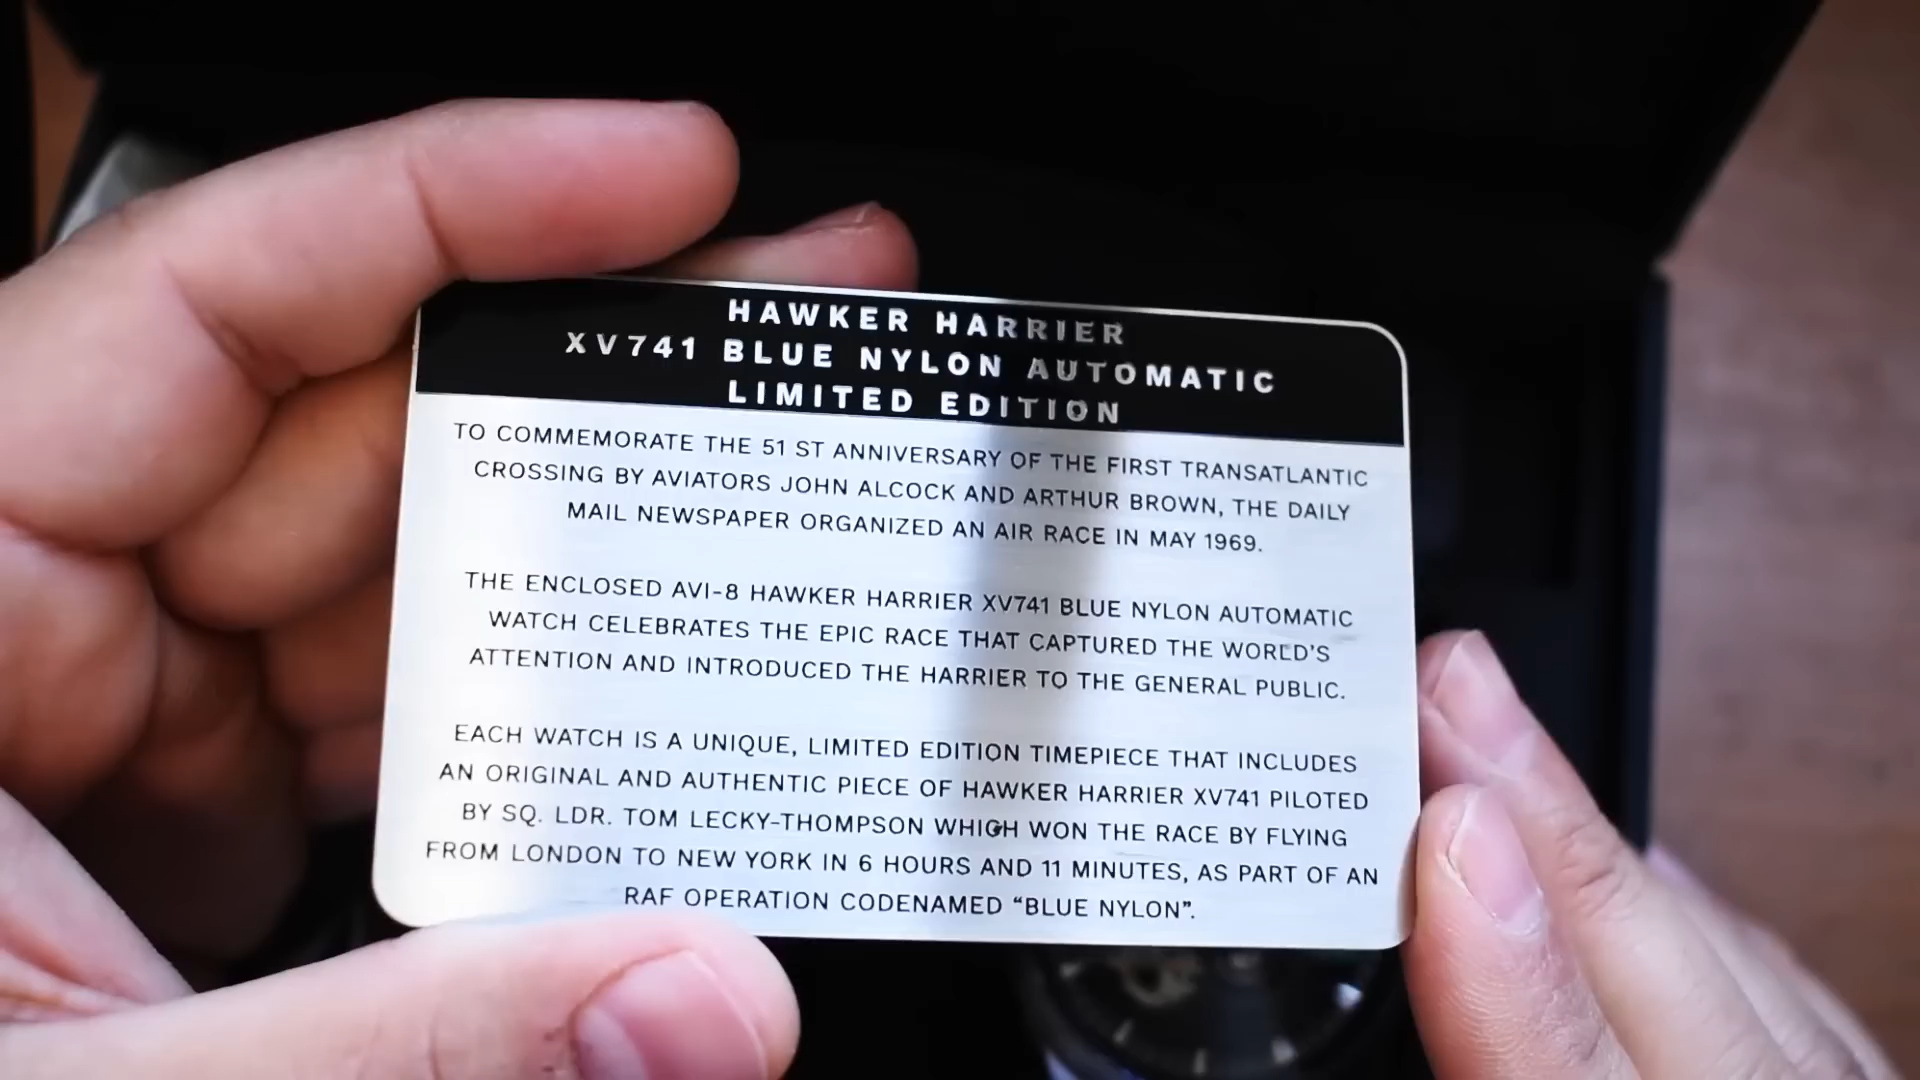 HAWKER HARRIER
XV741 BLUE NYLON AUTOMATIC
LIMITED EDITION
TO COMMEMORATE THE 51 ST ANNIVERSARY OF THE FIRST TRANSATLANTIC
CROSSING BY AVIATORS JOHN ALCOCK AND ARTHUR BROWN, THE DAILY
MAIL NEWSPAPER ORGANIZED AN AIR RACE IN MAY 1969.
THE ENCLOSED AVI-8 HAWKER HARRIER XV741 BLUE NYLON AUTOMATIC
WATCH CELEBRATES THE EPIC RACE THAT CAPTURED THE WORLD'S
ATTENTION AND INTRODUCED THE HARRIER TO THE GENERAL PUBLIC.
EACH WATCH IS A UNIQUE, LIMITED EDITION TIMEPIECE THAT INCLUDES
AN ORIGINAL AND AUTHENTIC PIECE OF HAWKER HARRIER XV741 PILOTED
BY SQ. LDR. TOM LECKY-THOMPSON WHICH WON THE RACE BY FLYING
FROM LONDON TO NEW YORK IN 6 HOURS AND 11 MINUTES, AS PART OF AN
RAF OPERATION CODENAMED “BLUE NYLON”.